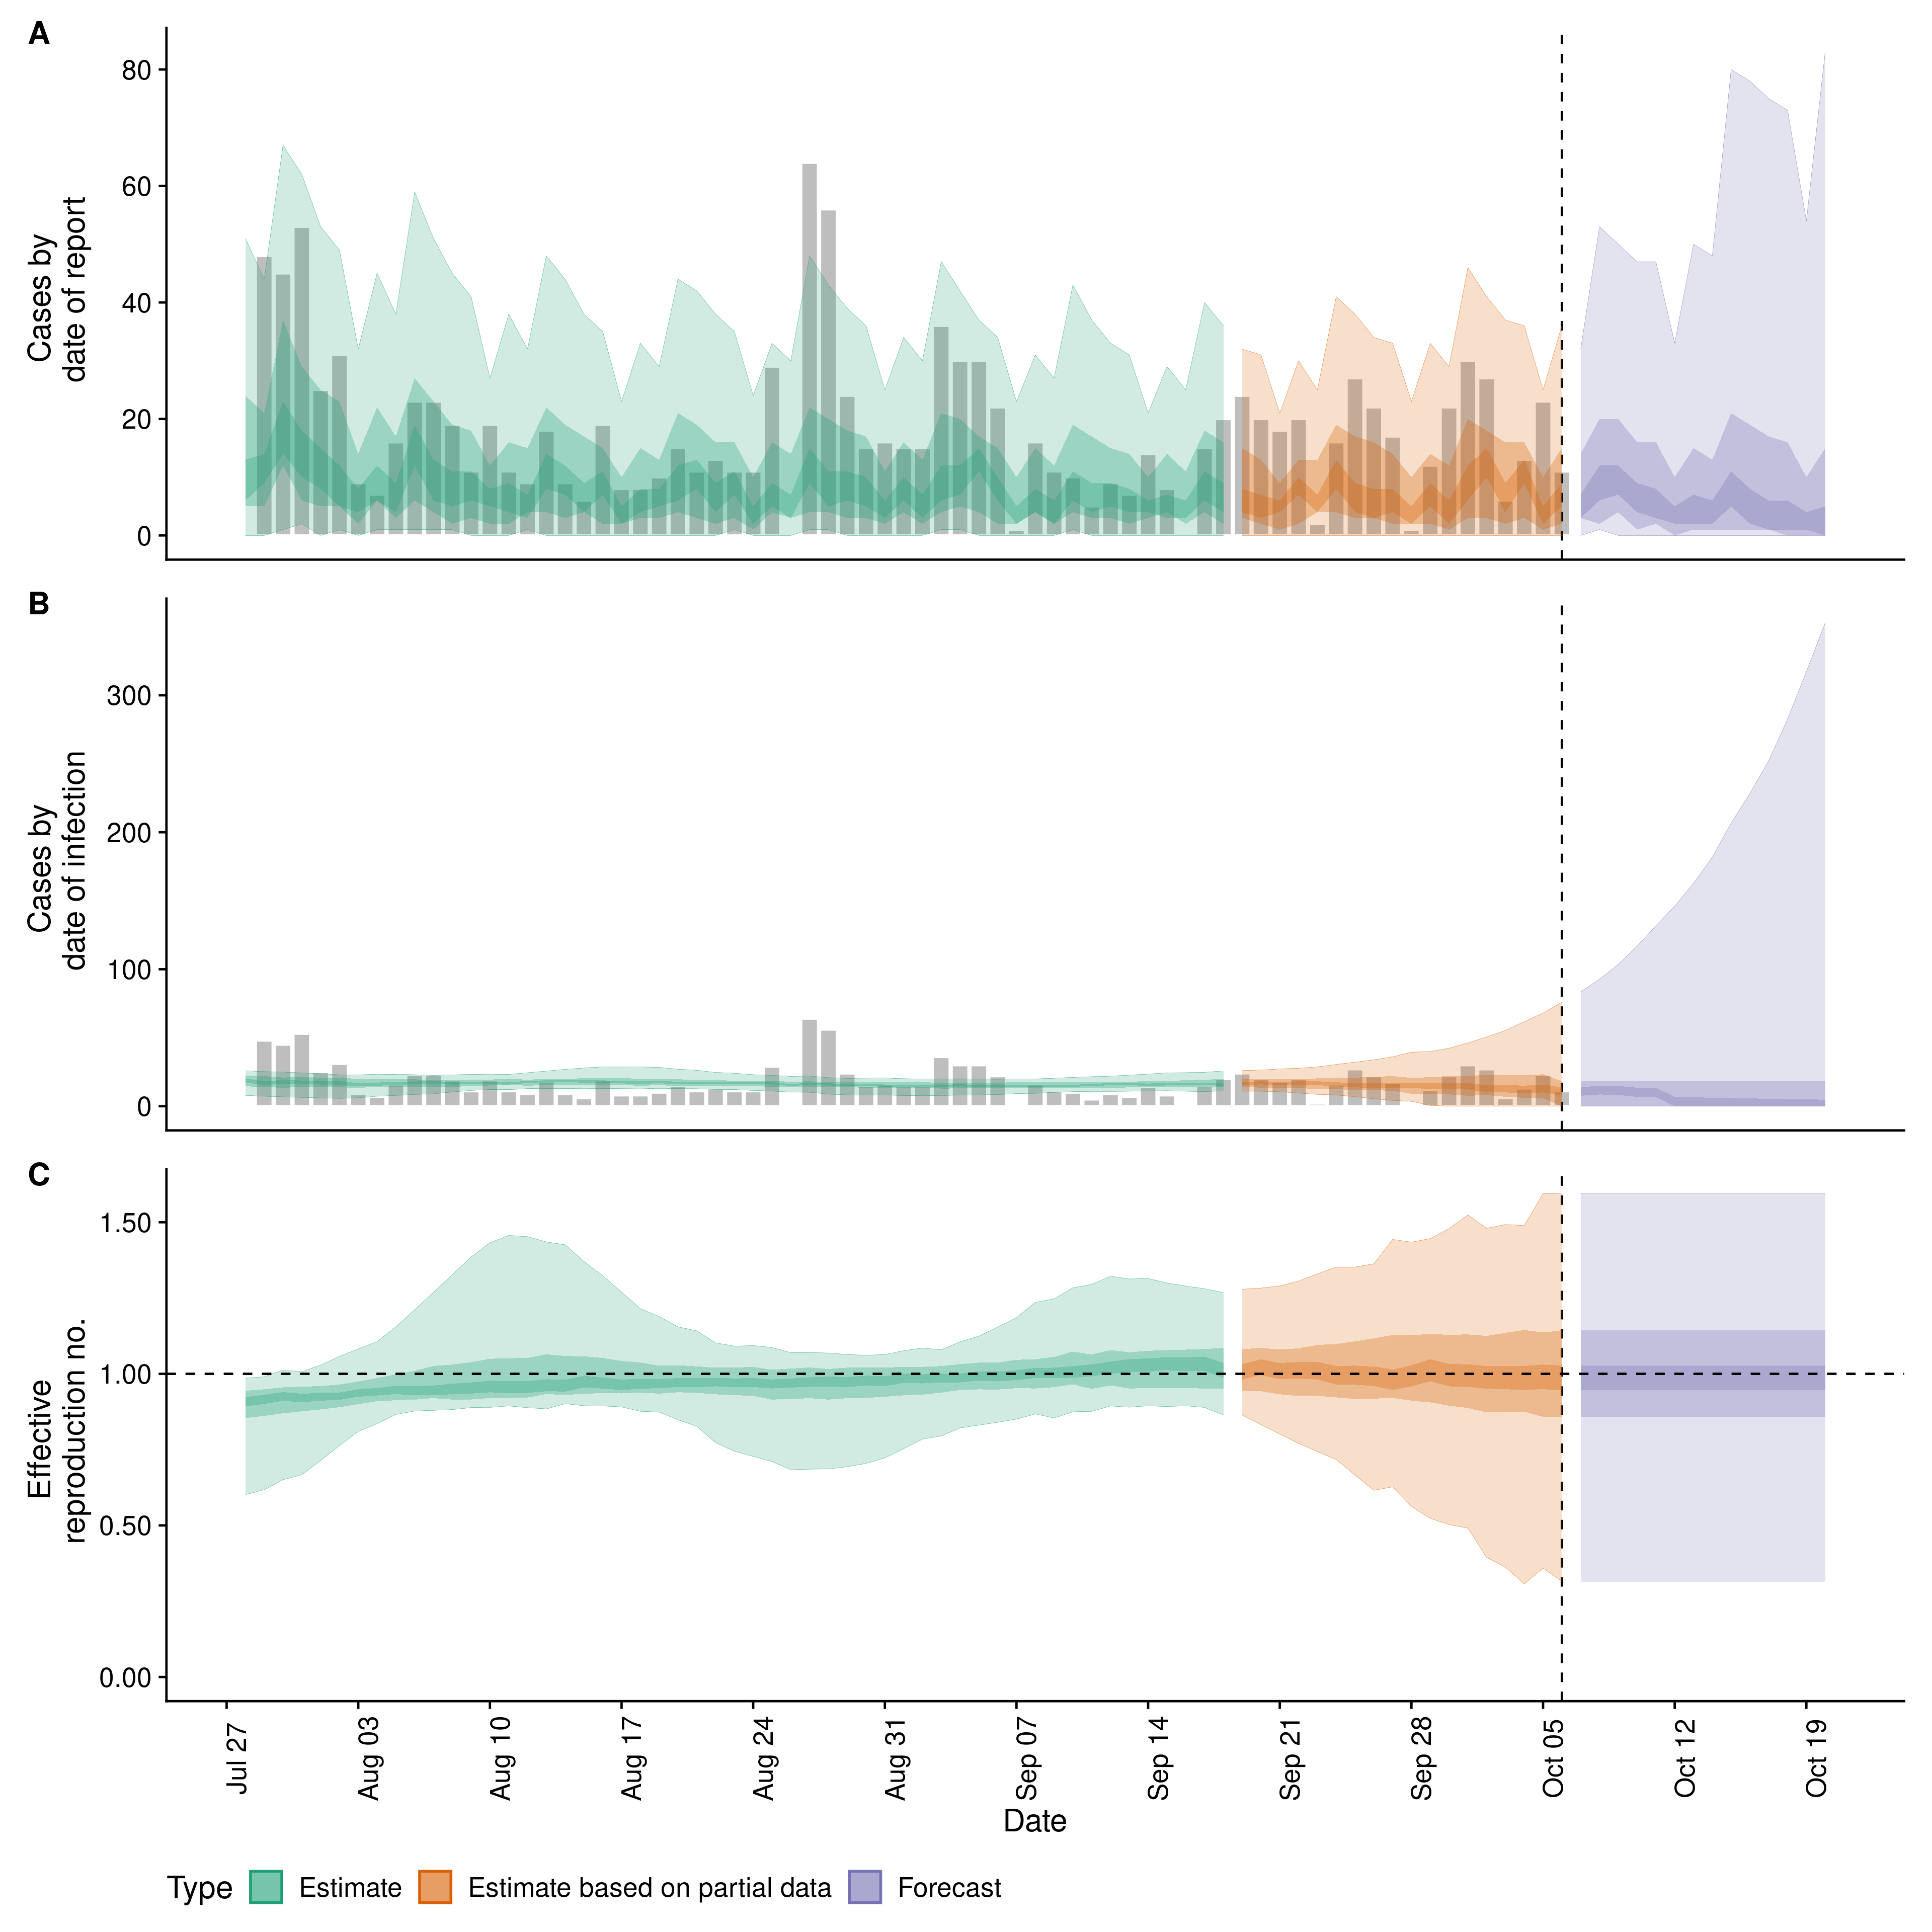 A
Cases by
date of report
80
60
40
20
0
B
Cases by
date of infection
300
200
100
0
C
Effective
reproduction no.
1.50
1.00
0.50
0.00
Jul 27
Aug 03
Aug 10
Aug 17
Aug 24
Aug 31
Sep 07
Sep 14
Sep 21
Sep 28
Oct 05
Oct 12
Oct 19
Date
Type Estimate Estimate based on partial data Forecast